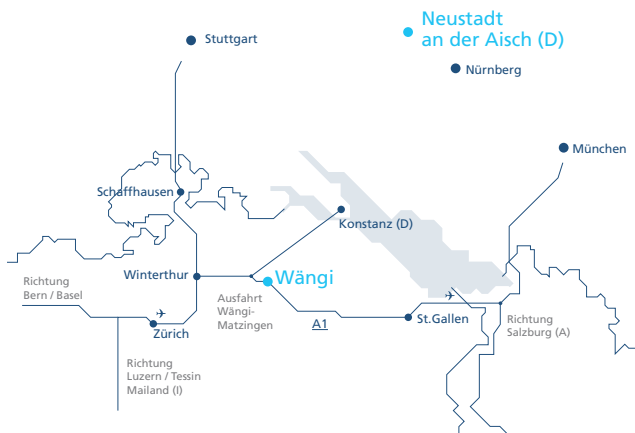 Neustadt
an der Aisch (D)
Stuttgart
Nürnberg
München
Schaffhausen
Konstanz (D)
Winterthur
Wängi
Richtung
Bern / Basel
Ausfahrt
Wängi-
Matzingen
A1
St.Gallen
Richtung
Salzburg (A)
Zürich
Richtung
Luzern / Tessin
Mailand (I)